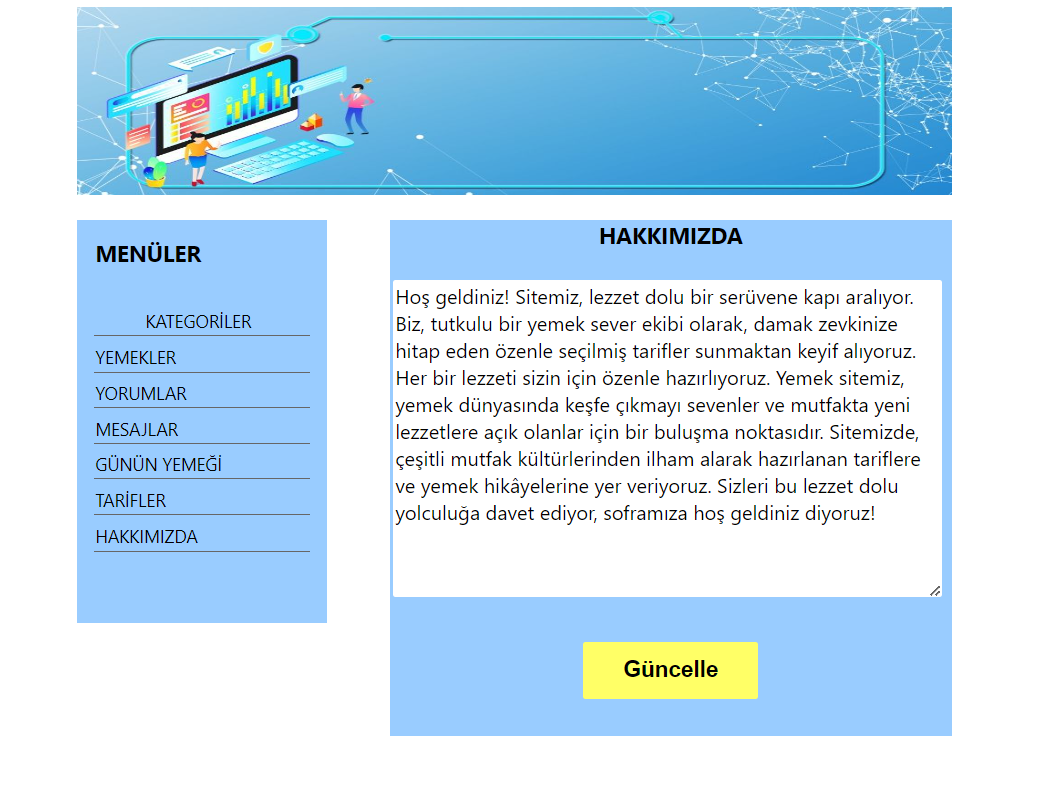 MENÜLER
KATEGORİLER
YEMEKLER
YORUMLAR
MESAJLAR
GÜNÜN YEMEĞİ
TARİFLER
HAKKIMIZDA
HAKKIMIZDA
Hoş geldiniz! Sitemiz, lezzet dolu bir serüvene kapı aralıyor.
Biz, tutkulu bir yemek sever ekibi olarak, damak zevkinize
hitap eden özenle seçilmiş tarifler sunmaktan keyif alıyoruz.
Her bir lezzeti sizin için özenle hazırlıyoruz. Yemek sitemiz,
yemek dünyasında keşfe çıkmayı sevenler ve mutfakta yeni
lezzetlere açık olanlar için bir buluşma noktasıdır. Sitemizde,
çeşitli mutfak kültürlerinden ilham alarak hazırlanan tariflere
ve yemek hikâyelerine yer veriyoruz. Sizleri bu lezzet dolu
yolculuğa davet ediyor, soframıza hoş geldiniz diyoruz!
Güncelle